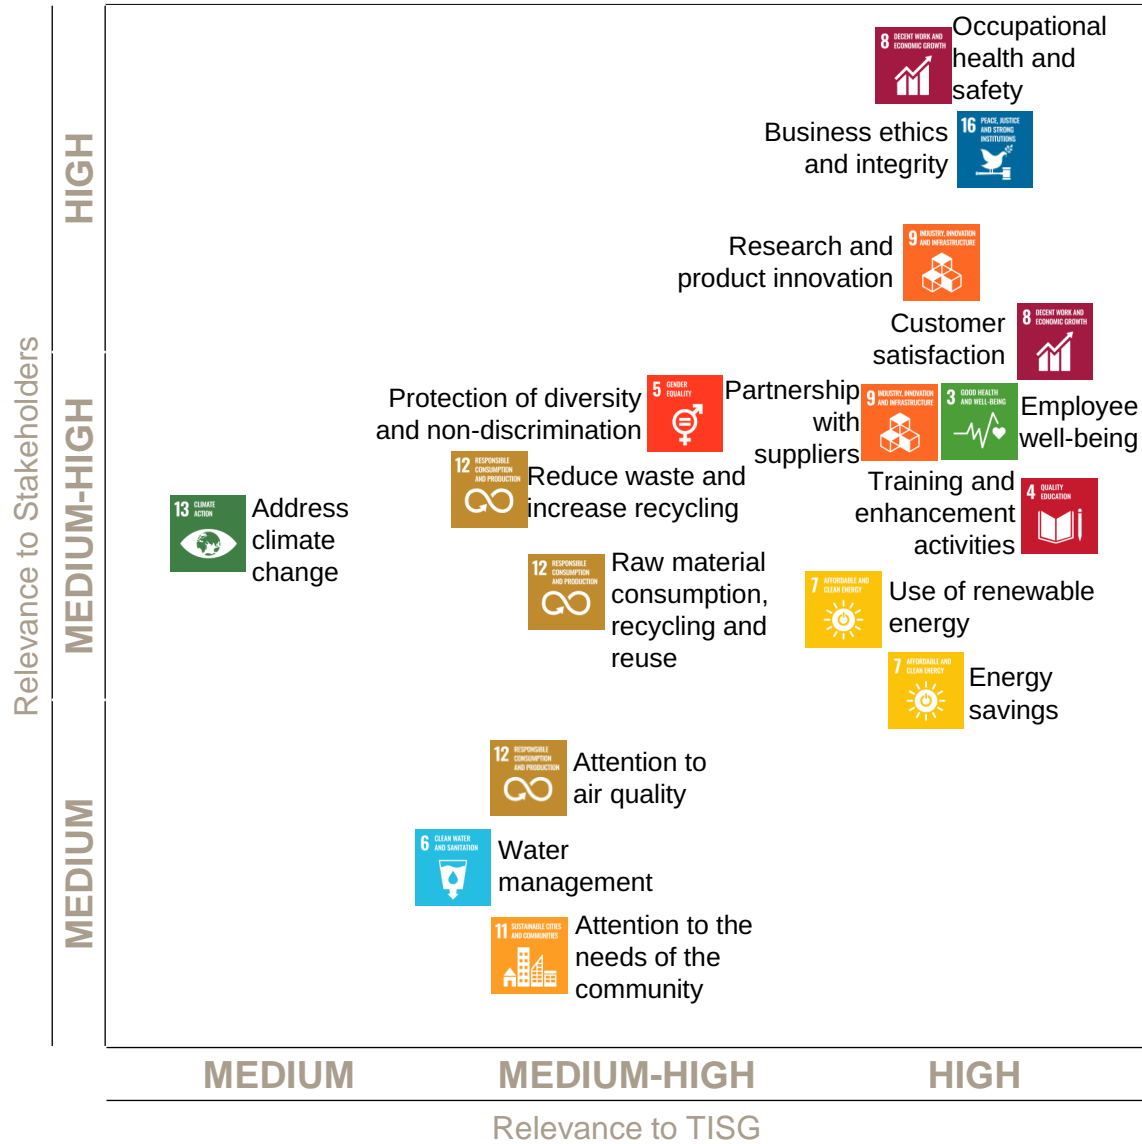 8 DECENT WORK AND
ECONOMIC GROWTH
Occupational
health and
safety
Business ethics
and integrity
16 PEACE, JUSTICE
AND STRONG
INSTITUTIONS
Research and
product innovation
9 INDUSTRY, INNOVATION
AND INFRASTRUCTURE
Customer
satisfaction
8 DECENT WORK AND
ECONOMIC GROWTH
Protection of diversity
and non-discrimination
5 GENDER
EQUALITY
Partnership
with
suppliers
9 INDUSTRY, INNOVATION
AND INFRASTRUCTURE
3 GOOD HEALTH
AND WELL-BEING
Employee
well-being
12 RESPONSIBLE
CONSUMPTION
AND PRODUCTION
Reduce waste and
increase recycling
Training and
enhancement
activities
4 QUALITY
EDUCATION
13 CLIMATE
ACTION
Address
climate
change
12 RESPONSIBLE
CONSUMPTION
AND PRODUCTION
Raw material
consumption,
recycling and
reuse
7 AFFORDABLE AND
CLEAN ENERGY
Use of renewable
energy
7 AFFORDABLE AND
CLEAN ENERGY
Energy
savings
12 RESPONSIBLE
CONSUMPTION
AND PRODUCTION
Attention to
air quality
6 CLEAN WATER
AND SANITATION
Water
management
11 SUSTAINABLE CITIES
AND COMMUNITIES
Attention to the
needs of the
community
Relevance to Stakeholders
HIGH
MEDIUM-HIGH
MEDIUM
MEDIUM
MEDIUM-HIGH
HIGH
Relevance to TISG